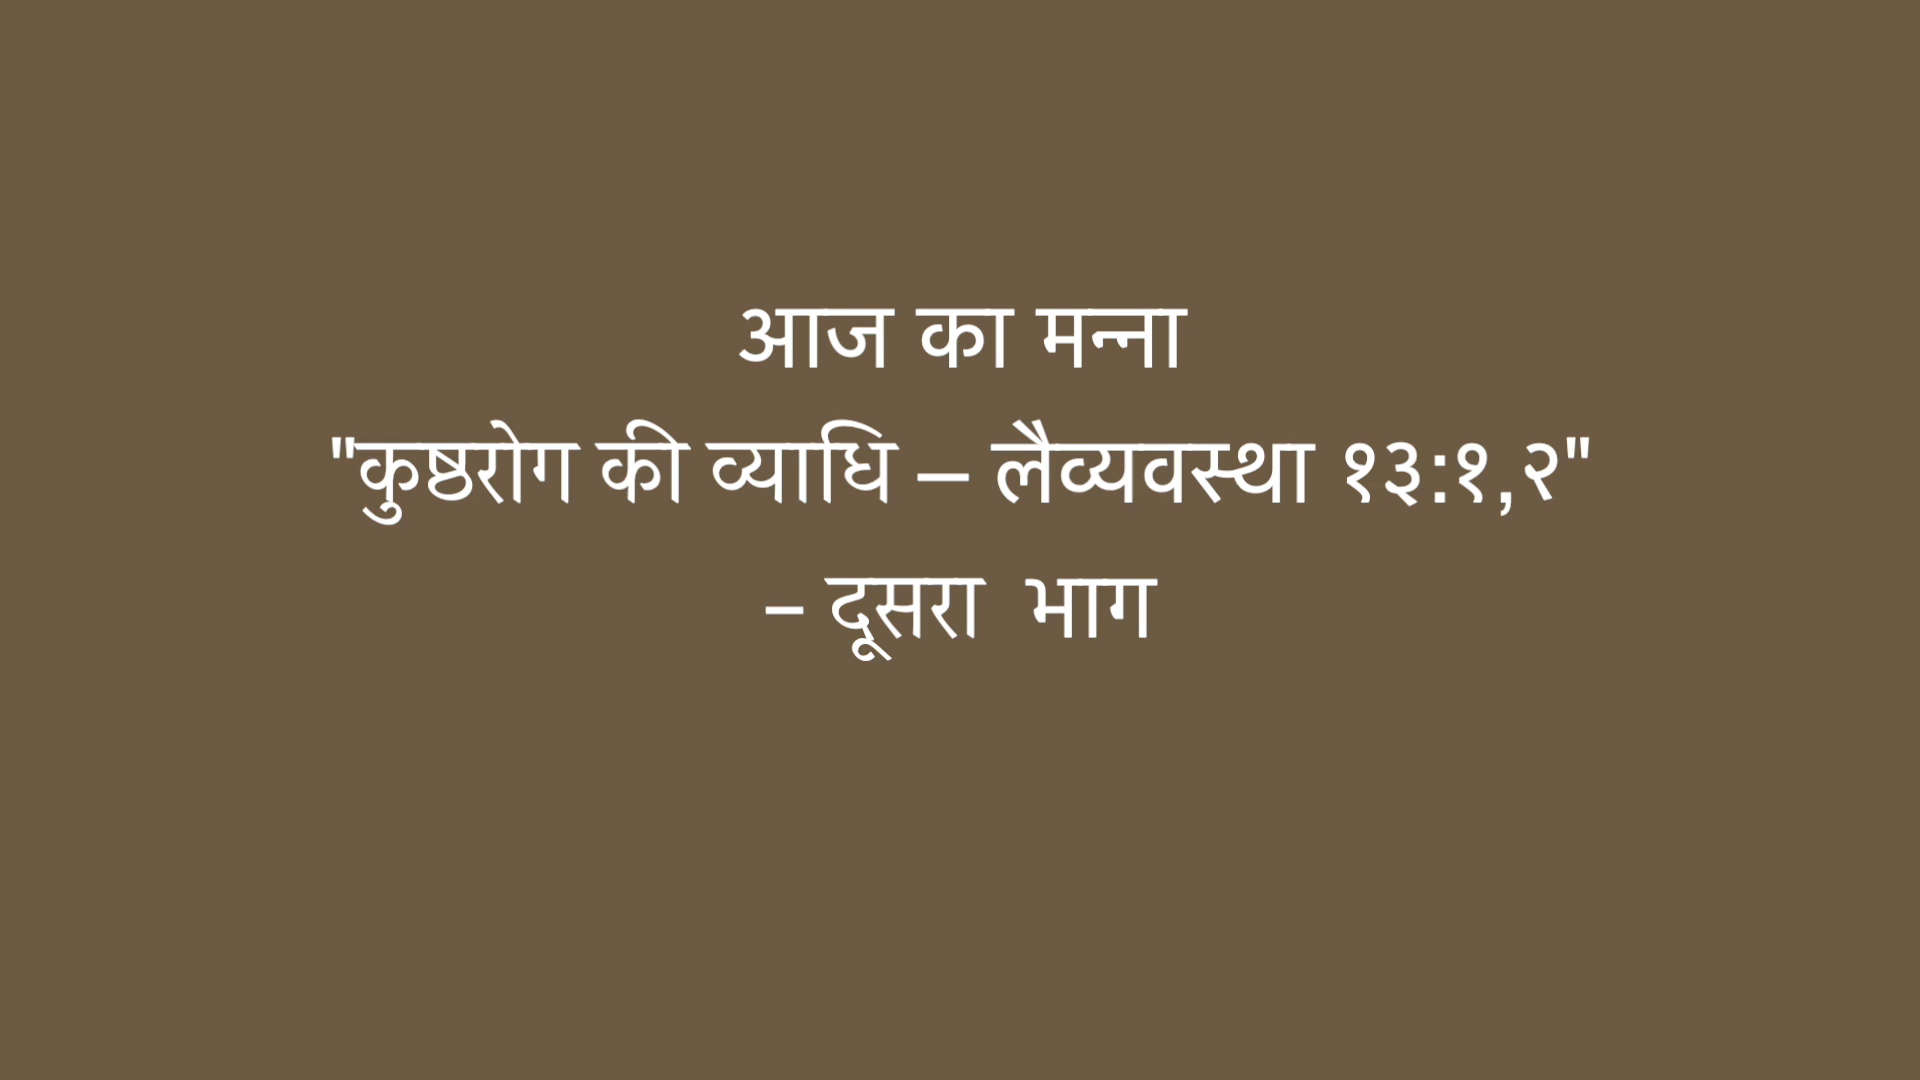 आज का मन्ना
"कुष्ठरोग की व्याधि – लैव्यवस्था १३:१,२"
– दूसरा  भाग